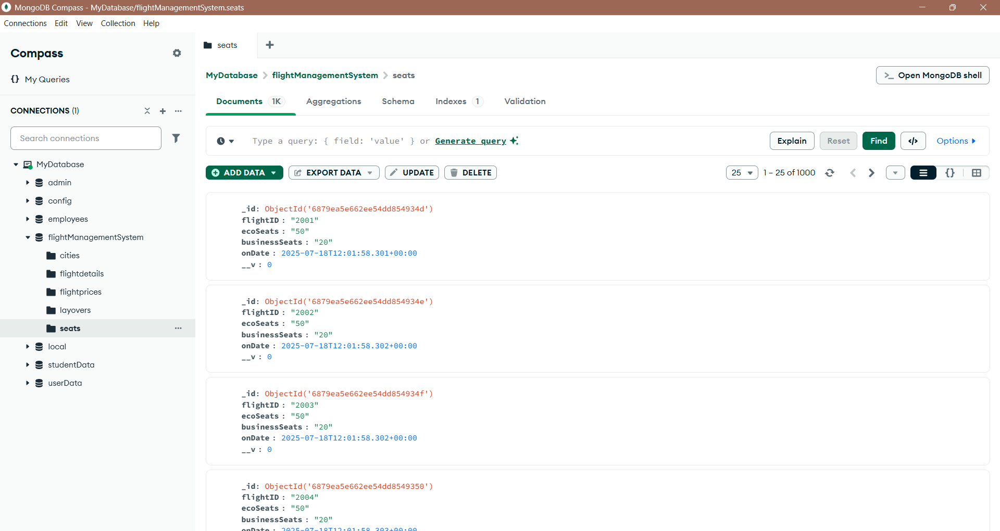 MongoDB Compass - MyDatabase/flightManagementSystem.seats
Connections Edit View Collection Help
Compass
{} My Queries
CONNECTIONS (1)
Search connections
MyDatabase
admin
config
employees
flightManagementSystem
cities
flightdetails
flightprices
layovers
seats
local
studentData
userData
seats
MyDatabase > flightManagementSystem > seats
>_ Open MongoDB shell
Documents 1K Aggregations Schema Indexes 1 Validation
Type a query: { field: 'value' } or Generate query
Explain Reset Find </> Options
ADD DATA EXPORT DATA UPDATE DELETE
25 1 – 25 of 1000 {}
_id: ObjectId('6879ea5e662ee54dd854934d')
flightID : "2001"
ecoSeats : "50"
businessSeats : "20"
onDate : 2025-07-18T12:01:58.301+00:00
__v : 0
_id: ObjectId('6879ea5e662ee54dd854934e')
flightID : "2002"
ecoSeats : "50"
businessSeats : "20"
onDate : 2025-07-18T12:01:58.302+00:00
__v : 0
_id: ObjectId('6879ea5e662ee54dd854934f')
flightID : "2003"
ecoSeats : "50"
businessSeats : "20"
onDate : 2025-07-18T12:01:58.302+00:00
__v : 0
_id: ObjectId('6879ea5e662ee54dd8549350')
flightID : "2004"
ecoSeats : "50"
businessSeats : "20"
onDate : 2025-07-18T12:01:58.303+00:00